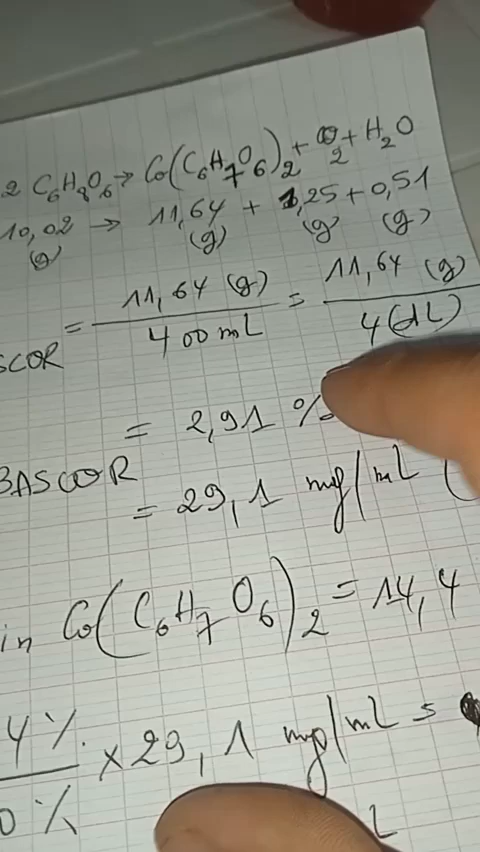 2 C6H8O6 → Co(C6H7O6)2 + CO2 + H2O
10,02 → 11,64 + 1,25 + 0,51
(g) (g) (g) (g)
SCOR = 11,64 (g) / 400 mL = 11,64 (g) / 4 (dL)
= 2,91 %
BASCOR
= 29,1 mg/mL (
in Co(C6H7O6)2 = 14,4
4 % / 0 % × 29,1 mg/mL =
L